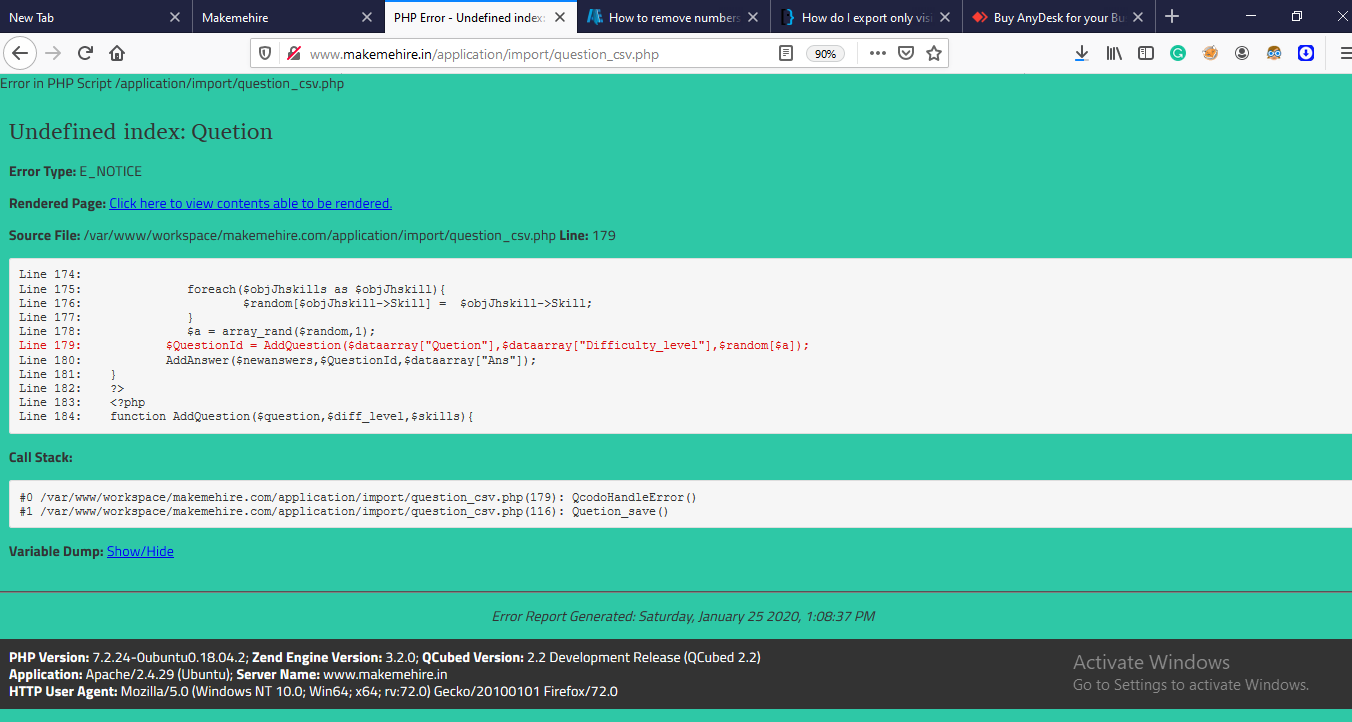 New Tab
Makemehire
PHP Error - Undefined index:
How to remove numbers
How do I export only visi
Buy AnyDesk for your Bu
www.makemehire.in/application/import/question_csv.php
90%
Error in PHP Script /application/import/question_csv.php
Undefined index: Quetion
Error Type: E_NOTICE
Rendered Page: Click here to view contents able to be rendered.
Source File: /var/www/workspace/makemehire.com/application/import/question_csv.php Line: 179
Line 174:
Line 175: foreach($objJhskills as $objJhskill){
Line 176: $random[$objJhskill->Skill] = $objJhskill->Skill;
Line 177: }
Line 178: $a = array_rand($random,1);
Line 179: $QuestionId = AddQuestion($dataarray["Quetion"],$dataarray["Difficulty_level"],$random[$a]);
Line 180: AddAnswer($newanswers,$QuestionId,$dataarray["Ans"]);
Line 181: }
Line 182: ?>
Line 183: <?php
Line 184: function AddQuestion($question,$diff_level,$skills){
Call Stack:
#0 /var/www/workspace/makemehire.com/application/import/question_csv.php(179): QcodoHandleError()
#1 /var/www/workspace/makemehire.com/application/import/question_csv.php(116): Quetion_save()
Variable Dump: Show/Hide
Error Report Generated: Saturday, January 25 2020, 1:08:37 PM
PHP Version: 7.2.24-0ubuntu0.18.04.2; Zend Engine Version: 3.2.0; QCubed Version: 2.2 Development Release (QCubed 2.2)
Application: Apache/2.4.29 (Ubuntu); Server Name: www.makemehire.in
HTTP User Agent: Mozilla/5.0 (Windows NT 10.0; Win64; x64; rv:72.0) Gecko/20100101 Firefox/72.0
Activate Windows
Go to Settings to activate Windows.